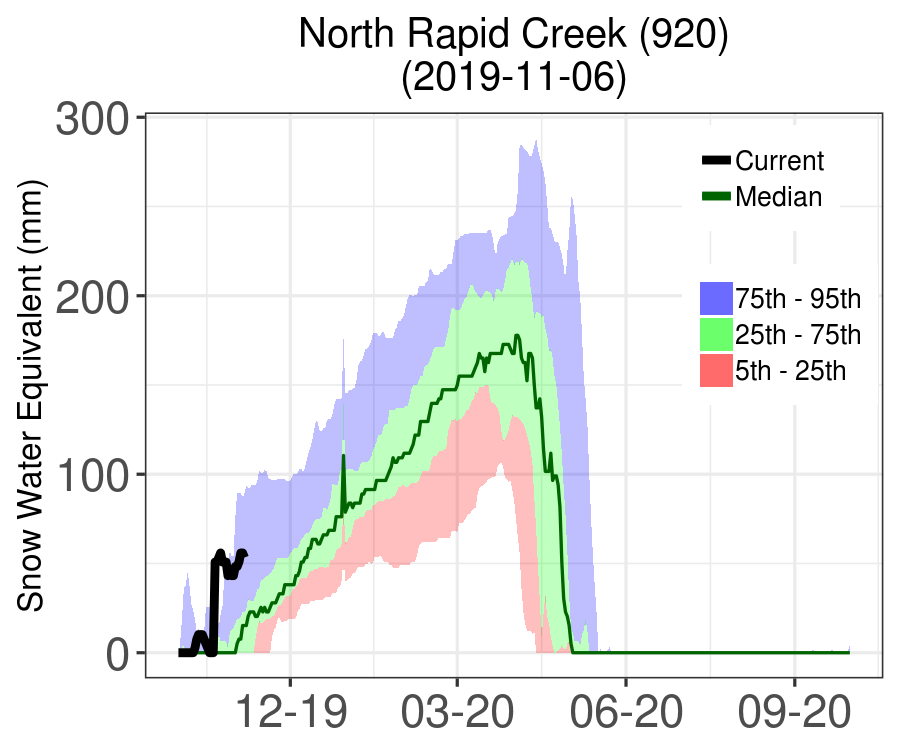 North Rapid Creek (920)
(2019-11-06)
Snow Water Equivalent (mm)
300
200
100
0
Current
Median
75th - 95th
25th - 75th
5th - 25th
12-19
03-20
06-20
09-20